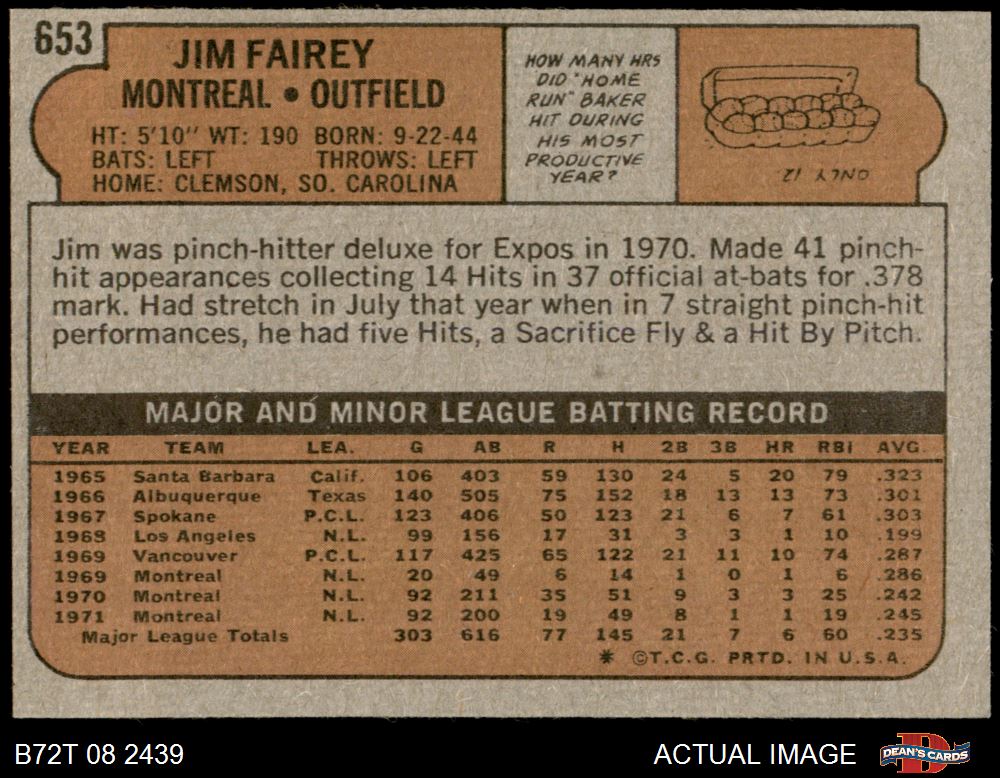 653
JIM FAIREY
MONTREAL • OUTFIELD
HT: 5'10" WT: 190 BORN: 9-22-44
BATS: LEFT THROWS: LEFT
HOME: CLEMSON, SO. CAROLINA
HOW MANY HRS
DID "HOME
RUN" BAKER
HIT DURING
HIS MOST
PRODUCTIVE
YEAR?
ONLY 12
Jim was pinch-hitter deluxe for Expos in 1970. Made 41 pinch-
hit appearances collecting 14 Hits in 37 official at-bats for .378
mark. Had stretch in July that year when in 7 straight pinch-hit
performances, he had five Hits, a Sacrifice Fly & a Hit By Pitch.
MAJOR AND MINOR LEAGUE BATTING RECORD
YEAR TEAM LEA. G AB R H 2B 3B HR RBI AVG.
1965 Santa Barbara Calif. 106 403 59 130 24 5 20 79 .323
1966 Albuquerque Texas 140 505 75 152 18 13 13 73 .301
1967 Spokane P.C.L. 123 406 50 123 21 6 7 61 .303
1968 Los Angeles N.L. 99 156 17 31 3 3 1 10 .199
1969 Vancouver P.C.L. 117 425 65 122 21 11 10 74 .287
1969 Montreal N.L. 20 49 6 14 1 0 1 6 .286
1970 Montreal N.L. 92 211 35 51 9 3 3 25 .242
1971 Montreal N.L. 92 200 19 49 8 1 1 19 .245
Major League Totals 303 616 77 145 21 7 6 60 .235
* ©T.C.G. PRTD. IN U.S.A.
B72T 08 2439 ACTUAL IMAGE DEAN'S CARDS